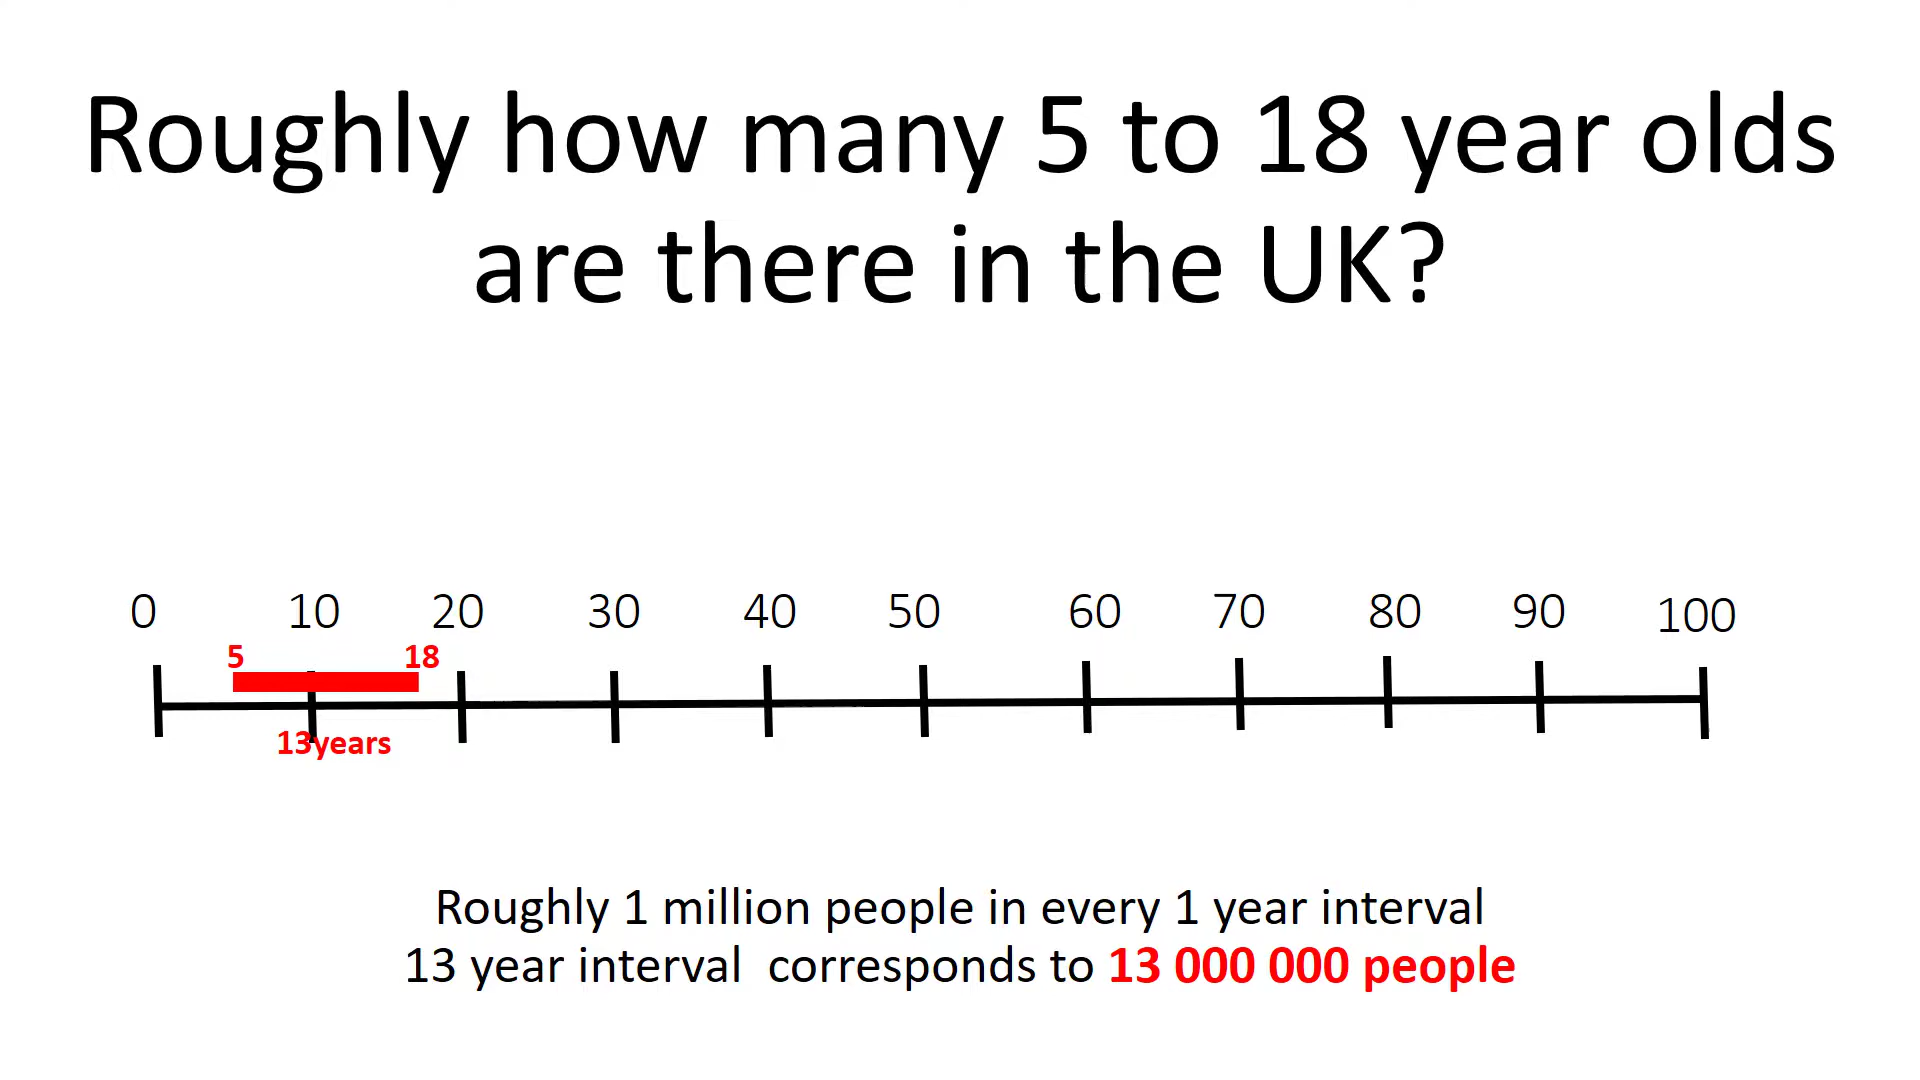 Roughly how many 5 to 18 year olds
are there in the UK?
0 10 20 30 40 50 60 70 80 90 100
5 18
13years
Roughly 1 million people in every 1 year interval
13 year interval corresponds to 13 000 000 people